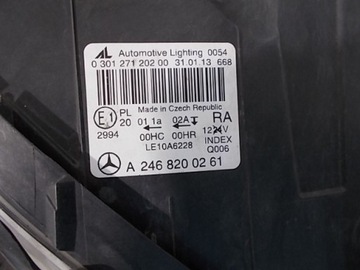 AL Automotive Lighting 0054
0 301 271 202 00 31.01.13 668
Made in Czech Republic
E1 PL 01 1a 02A RA
20 12V
2994 00HC 00HR INDEX
LE10A6228 Q006
A 246 820 02 61